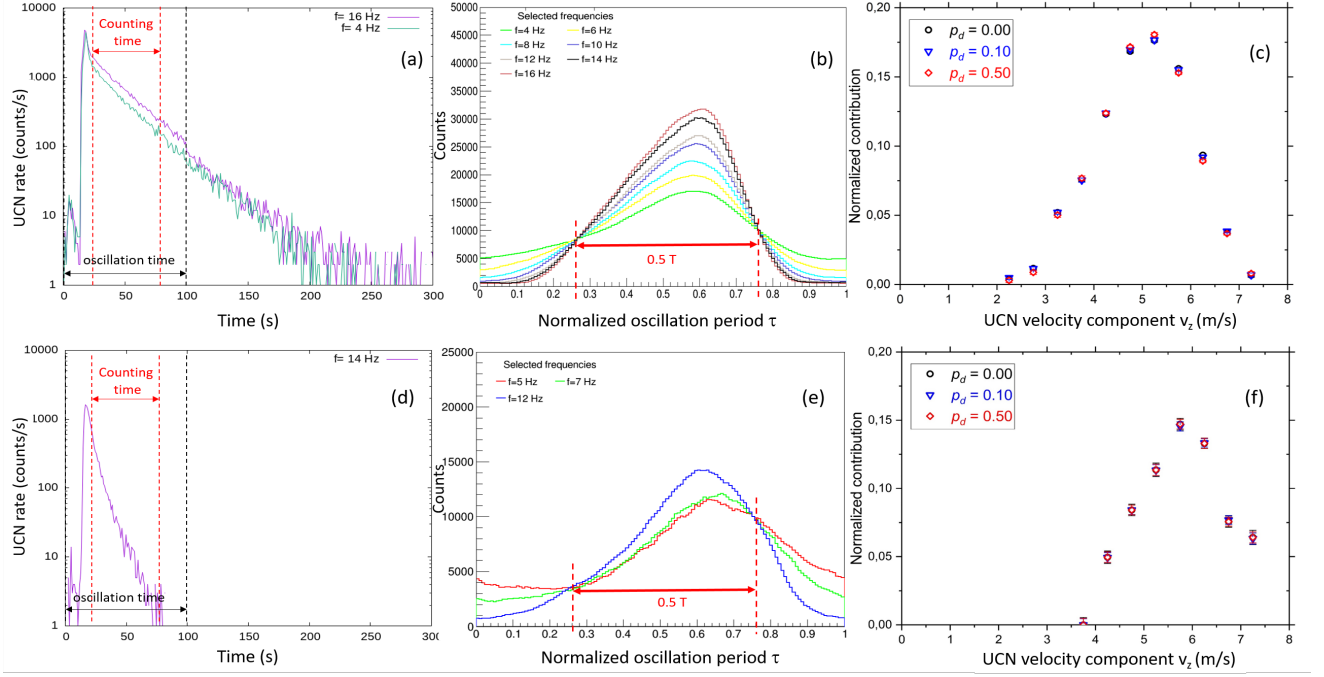 10000
1000
100
10
1
UCN rate (counts/s)
f= 16 Hz
f= 4 Hz
Counting
time
(a)
oscillation time
0 50 100 150 200 250 300
Time (s)
50000
45000
40000
35000
30000
25000
20000
15000
10000
5000
0
Counts
Selected frequencies
f=4 Hz f=6 Hz
f=8 Hz f=10 Hz
f=12 Hz f=14 Hz
f=16 Hz
(b)
0.5 T
0 0.1 0.2 0.3 0.4 0.5 0.6 0.7 0.8 0.9 1
Normalized oscillation period τ
0,20
0,15
0,10
0,05
0,00
Normalized contribution
p_d = 0.00
p_d = 0.10
p_d = 0.50
(c)
0 1 2 3 4 5 6 7 8
UCN velocity component v_z (m/s)
10000
1000
100
10
1
UCN rate (counts/s)
f= 14 Hz
Counting
time
(d)
oscillation time
0 50 100 150 200 250 300
Time (s)
25000
20000
15000
10000
5000
0
Counts
Selected frequencies
f=5 Hz f=7 Hz
f=12 Hz
(e)
0.5 T
0 0.1 0.2 0.3 0.4 0.5 0.6 0.7 0.8 0.9 1
Normalized oscillation period τ
0,20
0,15
0,10
0,05
0,00
Normalized contribution
p_d = 0.00
p_d = 0.10
p_d = 0.50
(f)
0 1 2 3 4 5 6 7 8
UCN velocity component v_z (m/s)